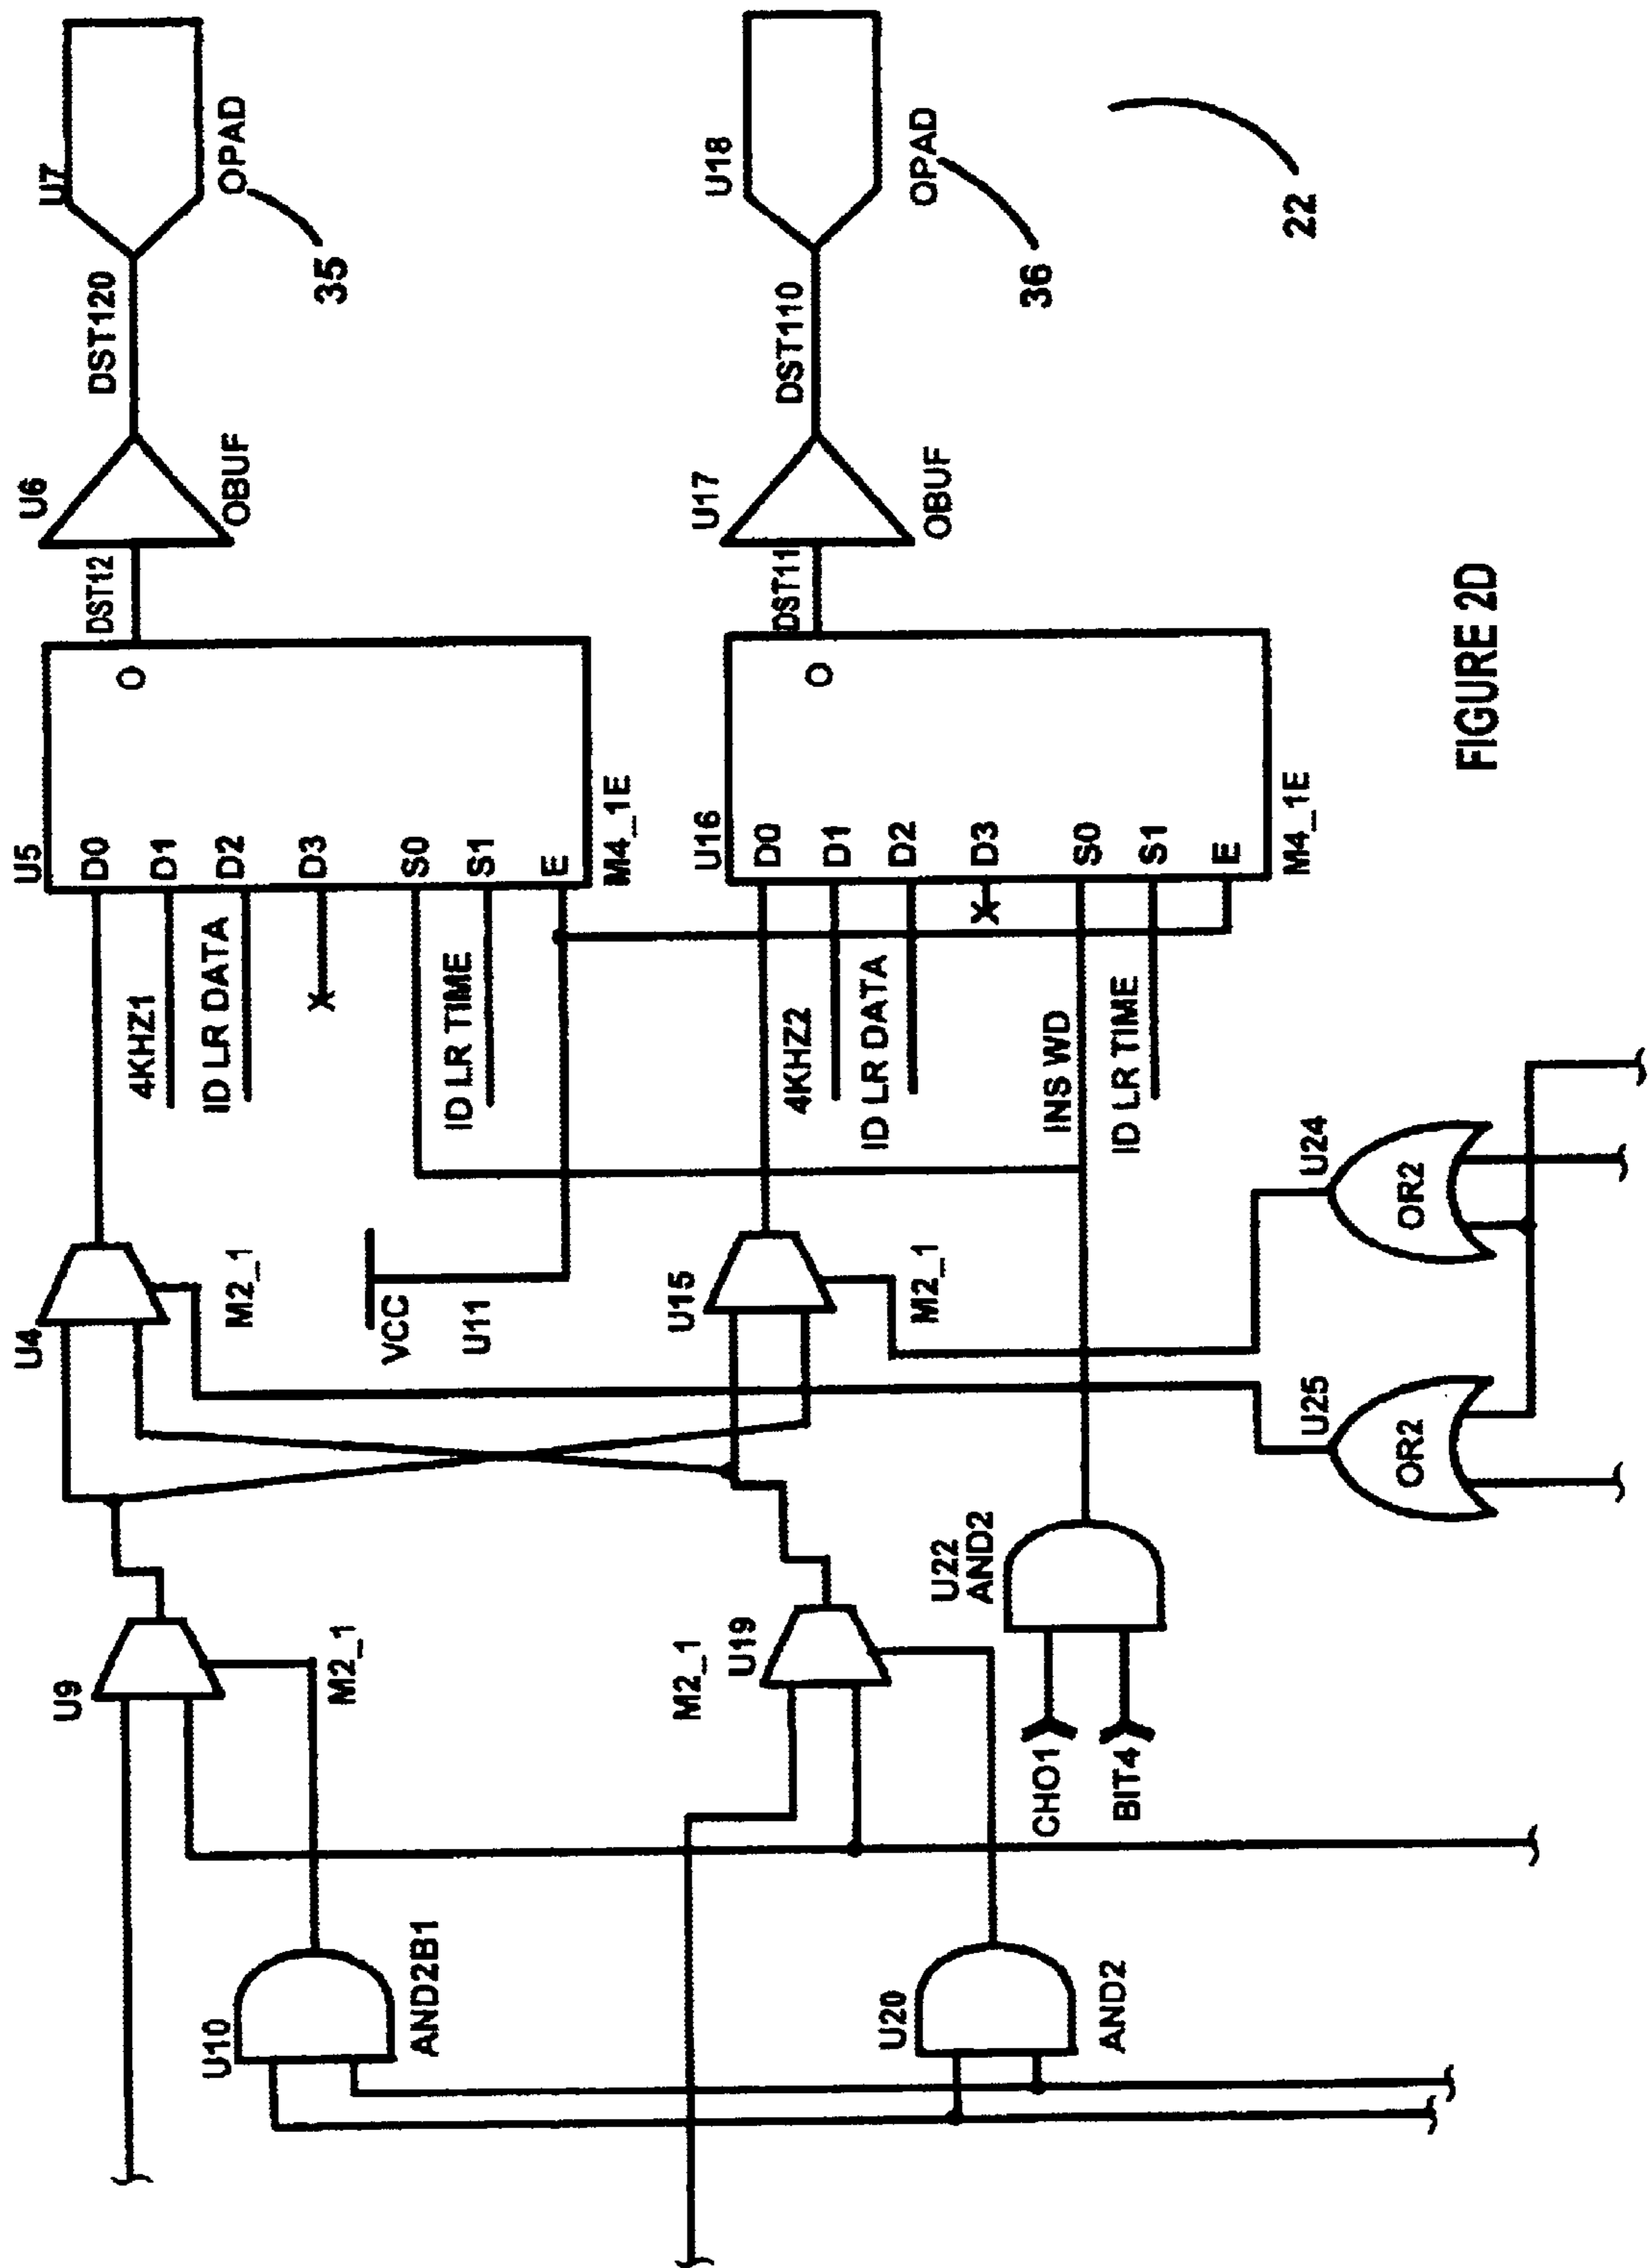 U7
OPAD
35
DST120
U6
OBUF
DST12
U5
D0
D1
D2
D3
S0
S1
E
O
M4_1E
4KHZ1
ID LR DATA
X
ID LR TIME
U4
M2_1
VCC
U11
U9
M2_1
U10
AND2B1
U18
OPAD
36
DST110
U17
OBUF
DST11
U16
D0
D1
D2
D3
S0
S1
E
O
M4_1E
4KHZ2
ID LR DATA
X
INS WD
ID LR TIME
U15
M2_1
M2_1
U19
U22
AND2
CHO1
BIT4
U20
AND2
U24
OR2
U25
OR2
22
FIGURE 2D